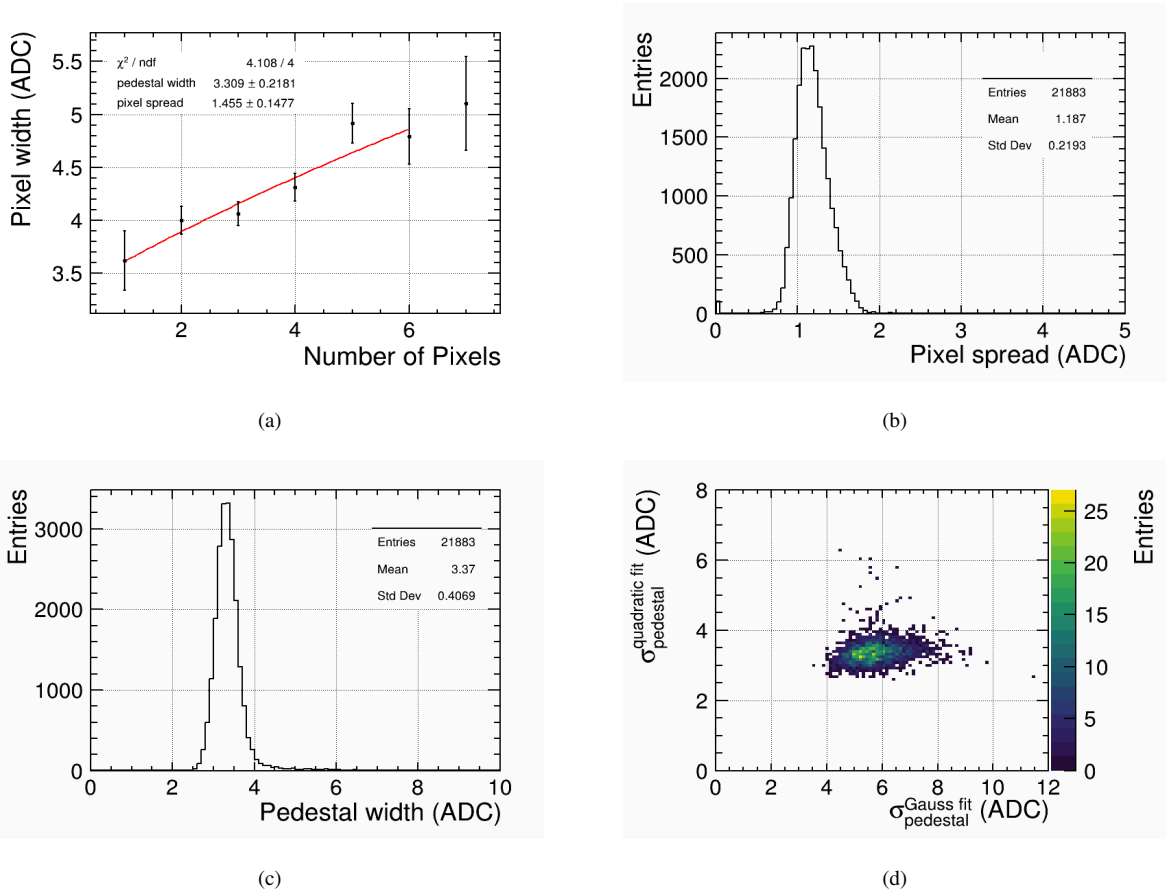 Pixel width (ADC)
5.5
5
4.5
4
3.5
χ² / ndf 4.108 / 4
pedestal width 3.309 ± 0.2181
pixel spread 1.455 ± 0.1477
2 4 6
Number of Pixels
(a)
Entries
2000
1500
1000
500
0
Entries 21883
Mean 1.187
Std Dev 0.2193
0 1 2 3 4 5
Pixel spread (ADC)
(b)
Entries
3000
2000
1000
0
Entries 21883
Mean 3.37
Std Dev 0.4069
0 2 4 6 8 10
Pedestal width (ADC)
(c)
σ quadratic fit pedestal (ADC)
8
6
4
2
0
0 2 4 6 8 10 12
σ Gauss fit pedestal (ADC)
Entries
25
20
15
10
5
0
(d)